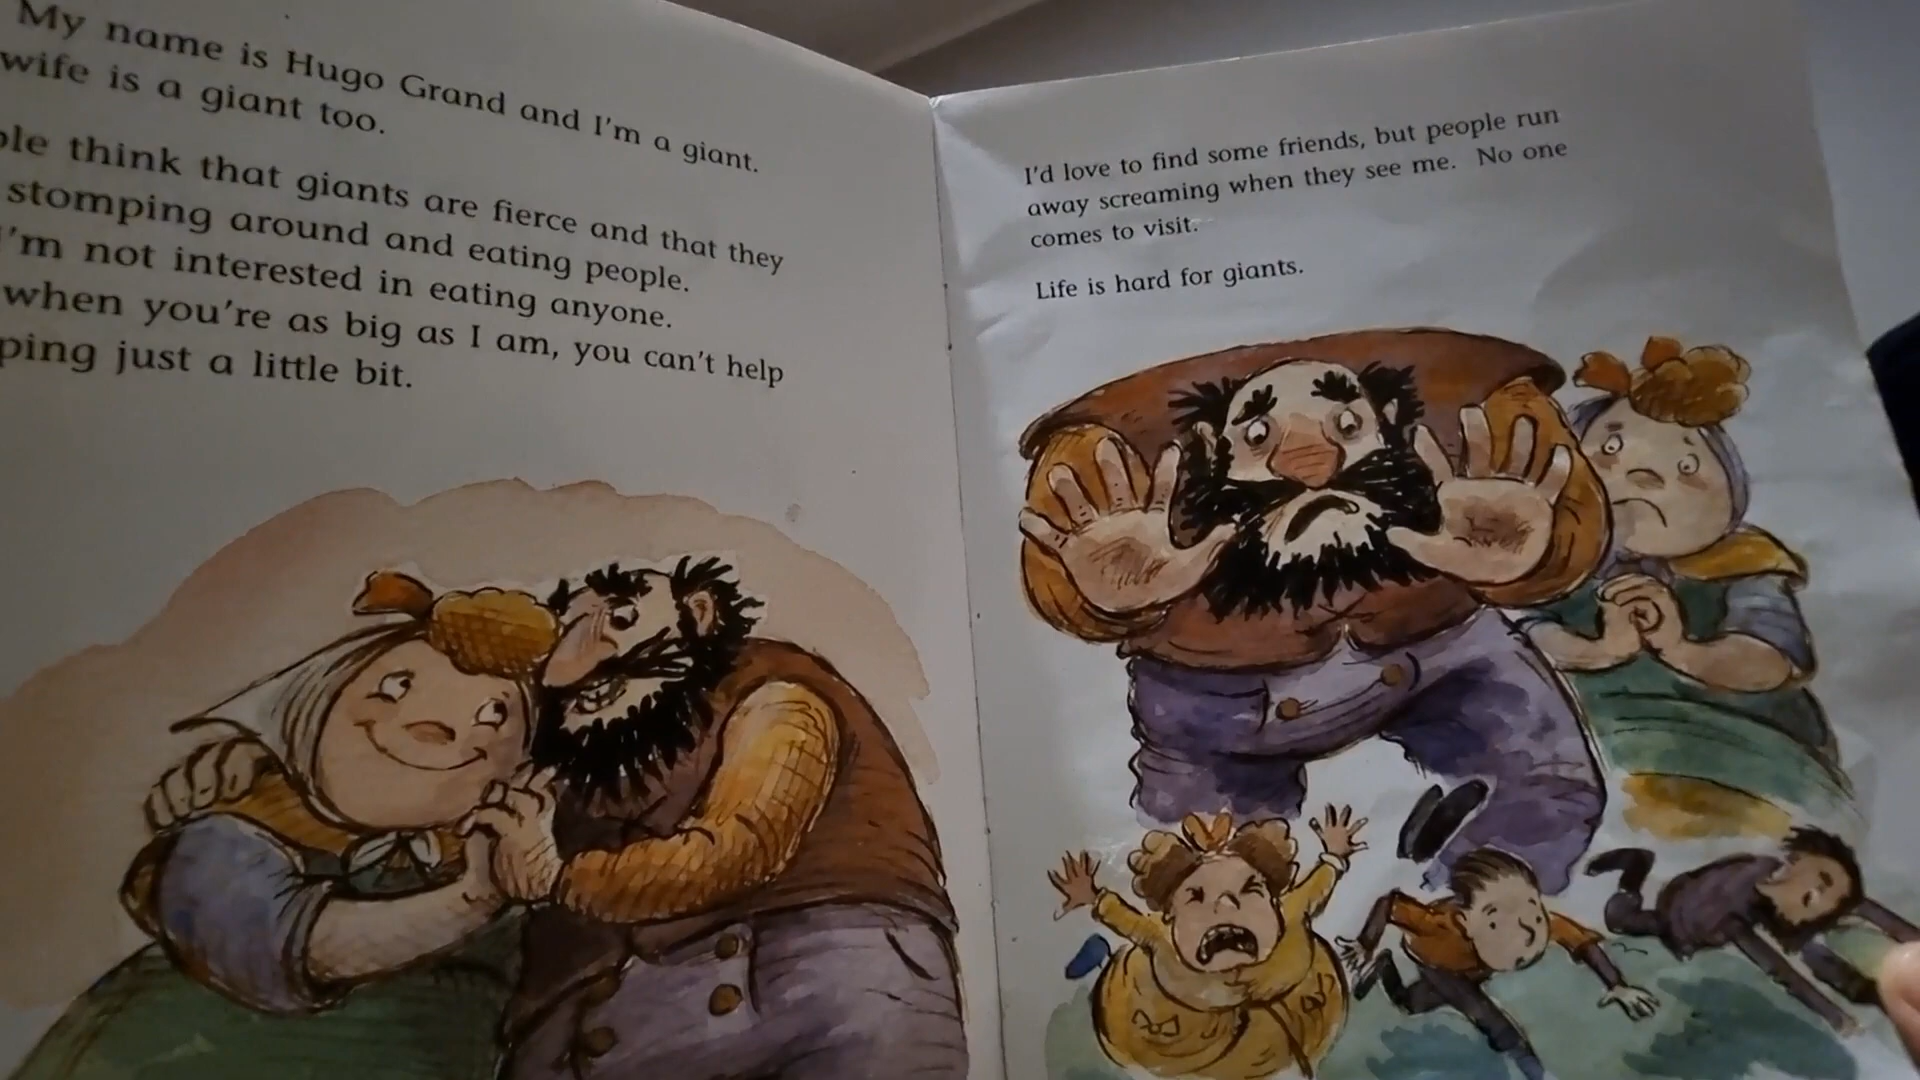 My name is Hugo Grand and I'm a giant.
wife is a giant too.
think that giants are fierce and that they
stomping around and eating people.
I'm not interested in eating anyone.
when you're as big as I am, you can't help
just a little bit.
I'd love to find some friends, but people run
away screaming when they see me. No one
comes to visit.
Life is hard for giants.